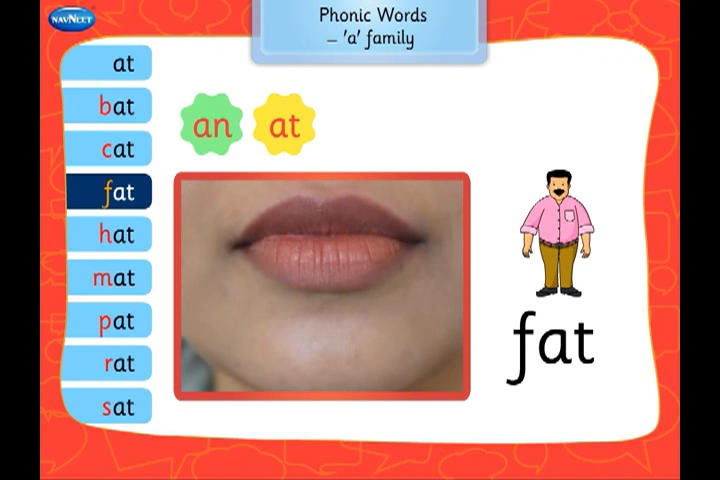 NAVNEET
Phonic Words
– 'a' family
at
bat
cat
fat
hat
mat
pat
rat
sat
an
at
fat